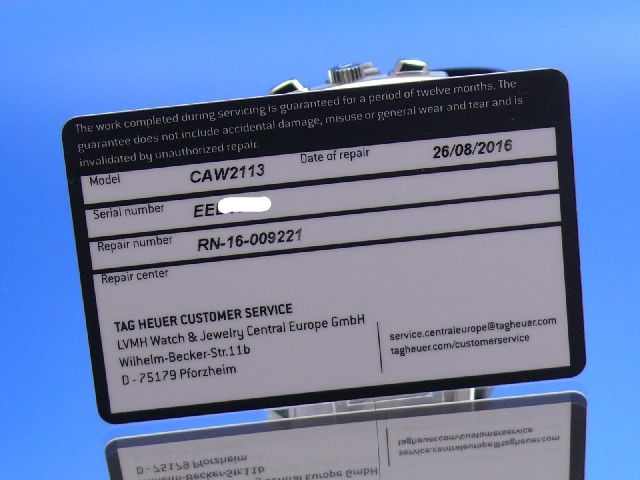 The work completed during servicing is guaranteed for a period of twelve months. The
guarantee does not include accidental damage, misuse or general wear and tear and is
invalidated by unauthorized repair.
Model CAW2113 Date of repair 26/08/2016
Serial number
Repair number RN-16-009221
Repair center
TAG HEUER CUSTOMER SERVICE
LVMH Watch & Jewelry Central Europe GmbH
Wilhelm-Becker-Str.11b
D - 75179 Pforzheim
service.centraleurope@tagheuer.com
tagheuer.com/customerservice